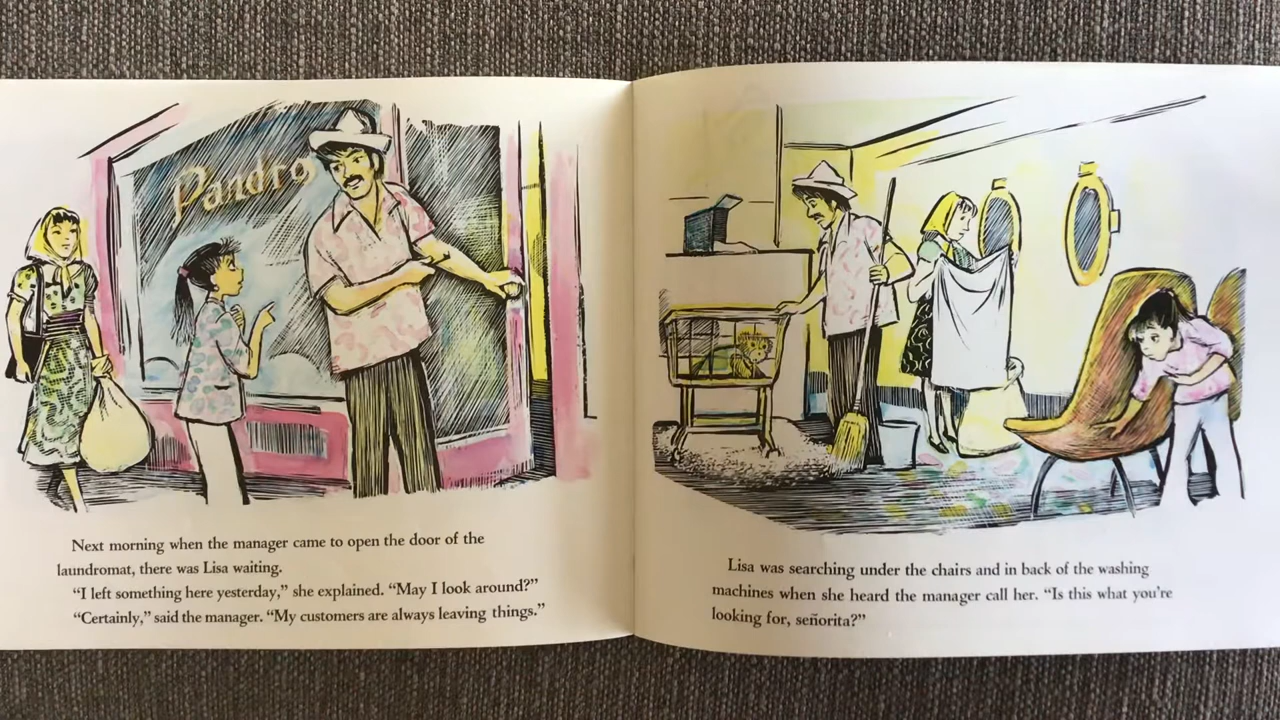 Pandro
Next morning when the manager came to open the door of the
laundromat, there was Lisa waiting.
“I left something here yesterday,” she explained. “May I look around?”
“Certainly,” said the manager. “My customers are always leaving things.”
Lisa was searching under the chairs and in back of the washing
machines when she heard the manager call her. “Is this what you’re
looking for, señorita?”